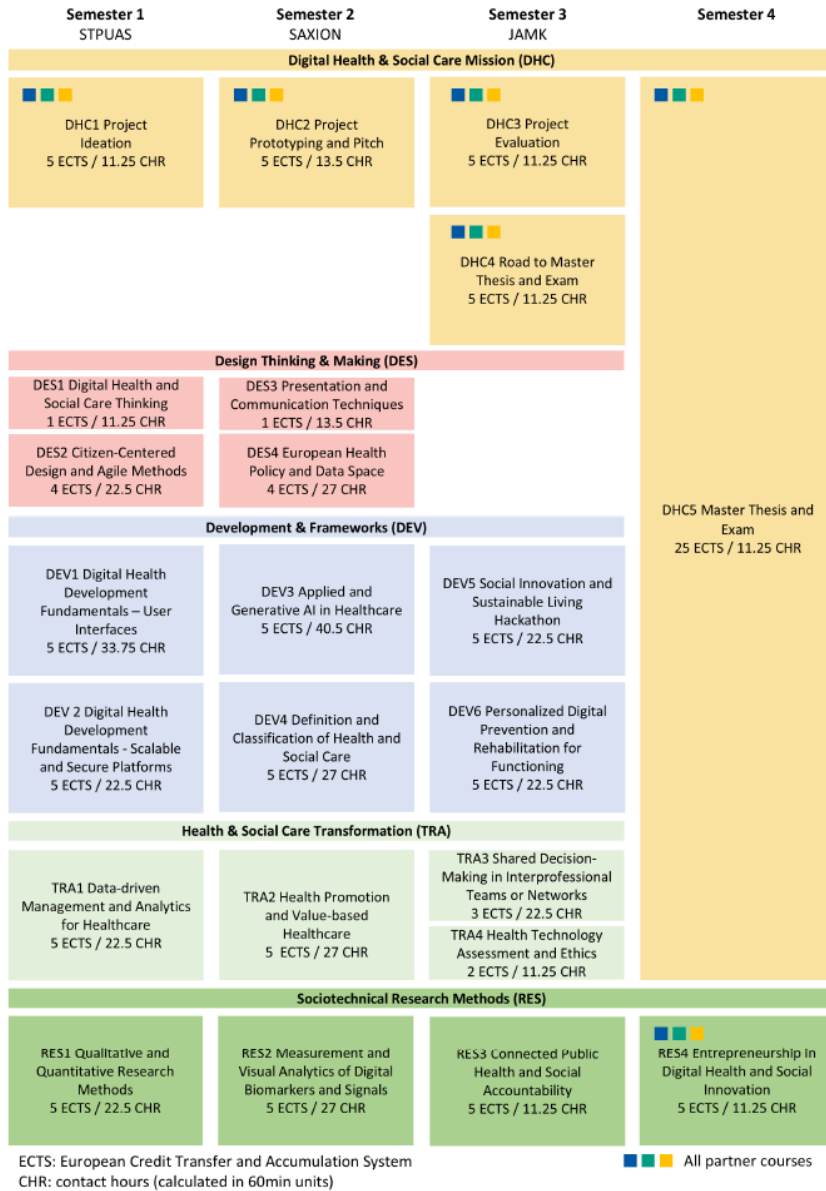 Semester 1
STPUAS
Semester 2
SAXION
Semester 3
JAMK
Semester 4
Digital Health & Social Care Mission (DHC)
DHC1 Project
Ideation
5 ECTS / 11.25 CHR
DHC2 Project
Prototyping and Pitch
5 ECTS / 13.5 CHR
DHC3 Project
Evaluation
5 ECTS / 11.25 CHR
DHC4 Road to Master
Thesis and Exam
5 ECTS / 11.25 CHR
DHC5 Master Thesis and
Exam
25 ECTS / 11.25 CHR
Design Thinking & Making (DES)
DES1 Digital Health and
Social Care Thinking
1 ECTS / 11.25 CHR
DES3 Presentation and
Communication Techniques
1 ECTS / 13.5 CHR
DES2 Citizen-Centered
Design and Agile Methods
4 ECTS / 22.5 CHR
DES4 European Health
Policy and Data Space
4 ECTS / 27 CHR
Development & Frameworks (DEV)
DEV1 Digital Health
Development
Fundamentals – User
Interfaces
5 ECTS / 33.75 CHR
DEV3 Applied and
Generative AI in Healthcare
5 ECTS / 40.5 CHR
DEV5 Social Innovation and
Sustainable Living
Hackathon
5 ECTS / 22.5 CHR
DEV 2 Digital Health
Development
Fundamentals - Scalable
and Secure Platforms
5 ECTS / 22.5 CHR
DEV4 Definition and
Classification of Health and
Social Care
5 ECTS / 27 CHR
DEV6 Personalized Digital
Prevention and
Rehabilitation for
Functioning
5 ECTS / 22.5 CHR
Health & Social Care Transformation (TRA)
TRA1 Data-driven
Management and Analytics
for Healthcare
5 ECTS / 22.5 CHR
TRA2 Health Promotion
and Value-based
Healthcare
5 ECTS / 27 CHR
TRA3 Shared Decision-
Making in Interprofessional
Teams or Networks
3 ECTS / 22.5 CHR
TRA4 Health Technology
Assessment and Ethics
2 ECTS / 11.25 CHR
Sociotechnical Research Methods (RES)
RES1 Qualitative and
Quantitative Research
Methods
5 ECTS / 22.5 CHR
RES2 Measurement and
Visual Analytics of Digital
Biomarkers and Signals
5 ECTS / 27 CHR
RES3 Connected Public
Health and Social
Accountability
5 ECTS / 11.25 CHR
RES4 Entrepreneurship in
Digital Health and Social
Innovation
5 ECTS / 11.25 CHR
ECTS: European Credit Transfer and Accumulation System
CHR: contact hours (calculated in 60min units)
All partner courses